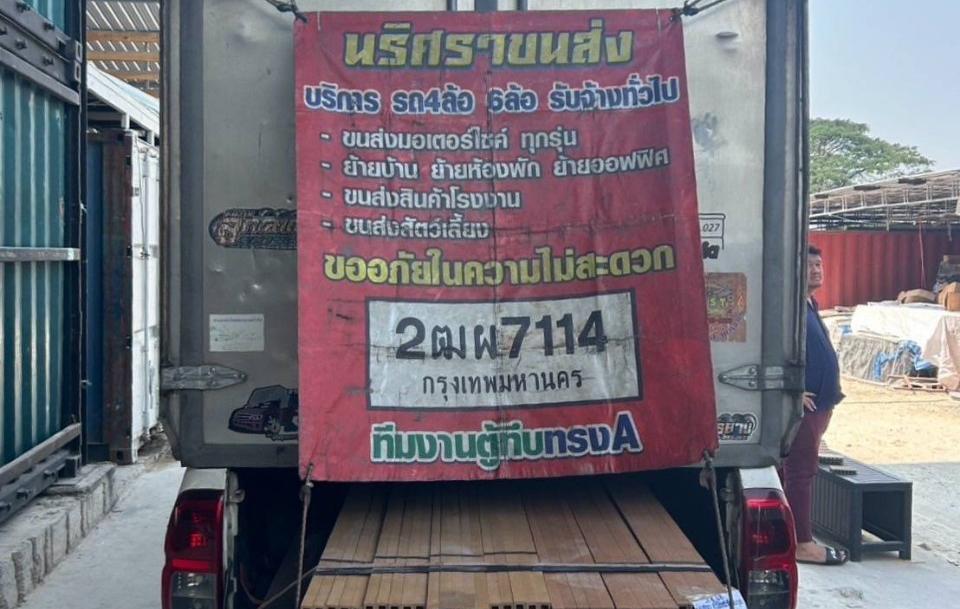 นริศราขนส่ง
บริการ รถ4ล้อ 6ล้อ รับจ้างทั่วไป
- ขนส่งมอเตอร์ไซค์ ทุกรุ่น
- ย้ายบ้าน ย้ายห้องพัก ย้ายออฟฟิศ
- ขนส่งสินค้าโรงงาน
- ขนส่งสัตว์เลี้ยง
ขออภัยในความไม่สะดวก
2ฒผ7114
กรุงเทพมหานคร
ทีมงานตู้ทึบทรงA